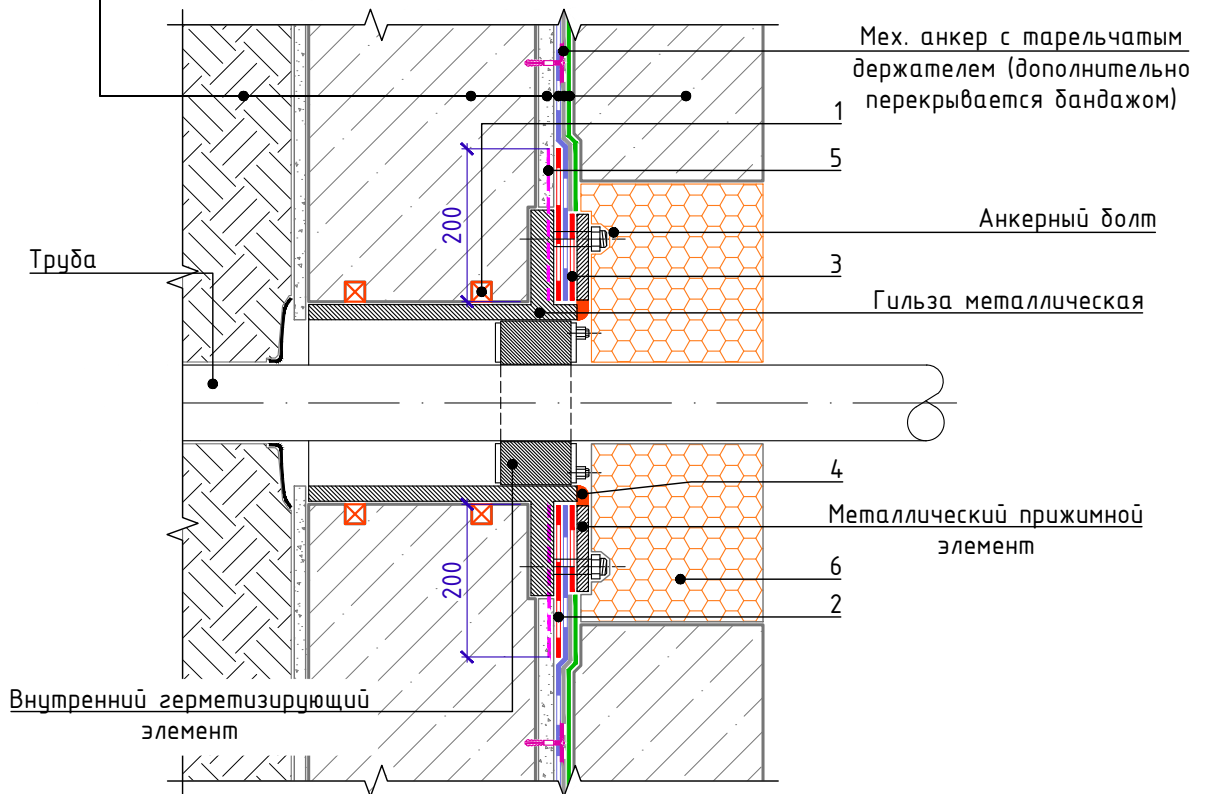 Мех. анкер с тарельчатым
держателем (дополнительно
перекрывается бандажом)
1
5
200
Анкерный болт
Труба
3
Гильза металлическая
4
Металлический прижимной
элемент
6
200
2
Внутренний герметизирующий
элемент